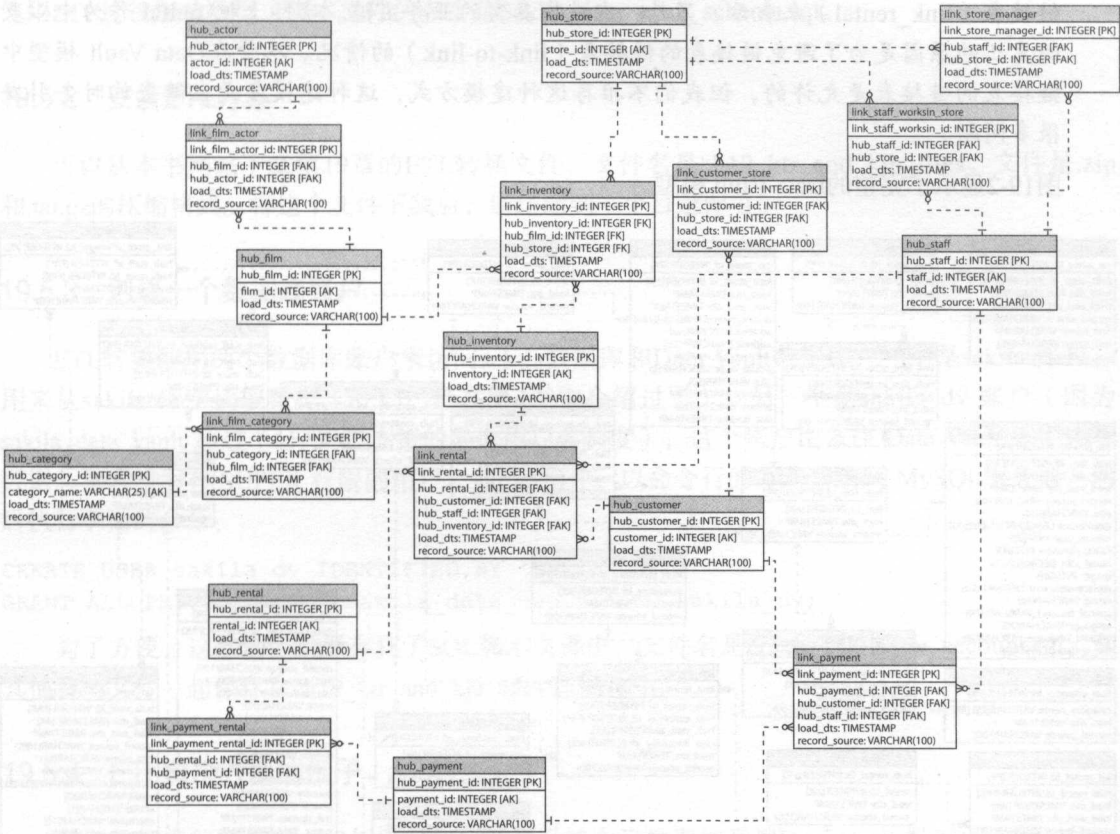 hub_actor
hub_actor_id: INTEGER [PK]
actor_id: INTEGER [AK]
load_dts: TIMESTAMP
record_source: VARCHAR(100)
hub_store
hub_store_id: INTEGER [PK]
store_id: INTEGER [AK]
load_dts: TIMESTAMP
record_source: VARCHAR(100)
link_store_manager
link_store_manager_id: INTEGER [PK]
hub_staff_id: INTEGER [FAK]
hub_store_id: INTEGER [FAK]
load_dts: TIMESTAMP
record_source: VARCHAR(100)
link_film_actor
link_film_actor_id: INTEGER [PK]
hub_film_id: INTEGER [FAK]
hub_actor_id: INTEGER [FAK]
load_dts: TIMESTAMP
record_source: VARCHAR(100)
link_staff_worksin_store
link_staff_worksin_id: INTEGER [PK]
hub_staff_id: INTEGER [FAK]
hub_store_id: INTEGER [FAK]
load_dts: TIMESTAMP
record_source: VARCHAR(100)
link_inventory
link_inventory_id: INTEGER [PK]
hub_inventory_id: INTEGER [FK]
hub_film_id: INTEGER [FK]
hub_store_id: INTEGER [FK]
load_dts: TIMESTAMP
record_source: VARCHAR(100)
link_customer_store
link_customer_id: INTEGER [PK]
hub_customer_id: INTEGER [FAK]
hub_store_id: INTEGER [FAK]
load_dts: TIMESTAMP
record_source: VARCHAR(100)
hub_film
hub_film_id: INTEGER [PK]
film_id: INTEGER [AK]
load_dts: TIMESTAMP
record_source: VARCHAR(100)
hub_staff
hub_staff_id: INTEGER [PK]
staff_id: INTEGER [AK]
load_dts: TIMESTAMP
record_source: VARCHAR(100)
hub_inventory
hub_inventory_id: INTEGER [PK]
inventory_id: INTEGER [AK]
load_dts: TIMESTAMP
record_source: VARCHAR(100)
link_film_category
link_film_category_id: INTEGER [PK]
hub_category_id: INTEGER [FAK]
hub_film_id: INTEGER [FAK]
load_dts: TIMESTAMP
record_source: VARCHAR(100)
hub_category
hub_category_id: INTEGER [PK]
category_name: VARCHAR(25) [AK]
load_dts: TIMESTAMP
record_source: VARCHAR(100)
link_rental
link_rental_id: INTEGER [PK]
hub_rental_id: INTEGER [FAK]
hub_customer_id: INTEGER [FAK]
hub_staff_id: INTEGER [FAK]
hub_inventory_id: INTEGER [FAK]
load_dts: TIMESTAMP
record_source: VARCHAR(100)
hub_customer
hub_customer_id: INTEGER [PK]
customer_id: INTEGER [AK]
load_dts: TIMESTAMP
record_source: VARCHAR(100)
hub_rental
hub_rental_id: INTEGER [PK]
rental_id: INTEGER [AK]
load_dts: TIMESTAMP
record_source: VARCHAR(100)
link_payment
link_payment_id: INTEGER [PK]
hub_payment_id: INTEGER [FAK]
hub_customer_id: INTEGER [FAK]
hub_staff_id: INTEGER [FAK]
load_dts: TIMESTAMP
record_source: VARCHAR(100)
link_payment_rental
link_payment_rental_id: INTEGER [PK]
hub_rental_id: INTEGER [FAK]
hub_payment_id: INTEGER [FAK]
load_dts: TIMESTAMP
record_source: VARCHAR(100)
hub_payment
hub_payment_id: INTEGER [PK]
payment_id: INTEGER [AK]
load_dts: TIMESTAMP
record_source: VARCHAR(100)